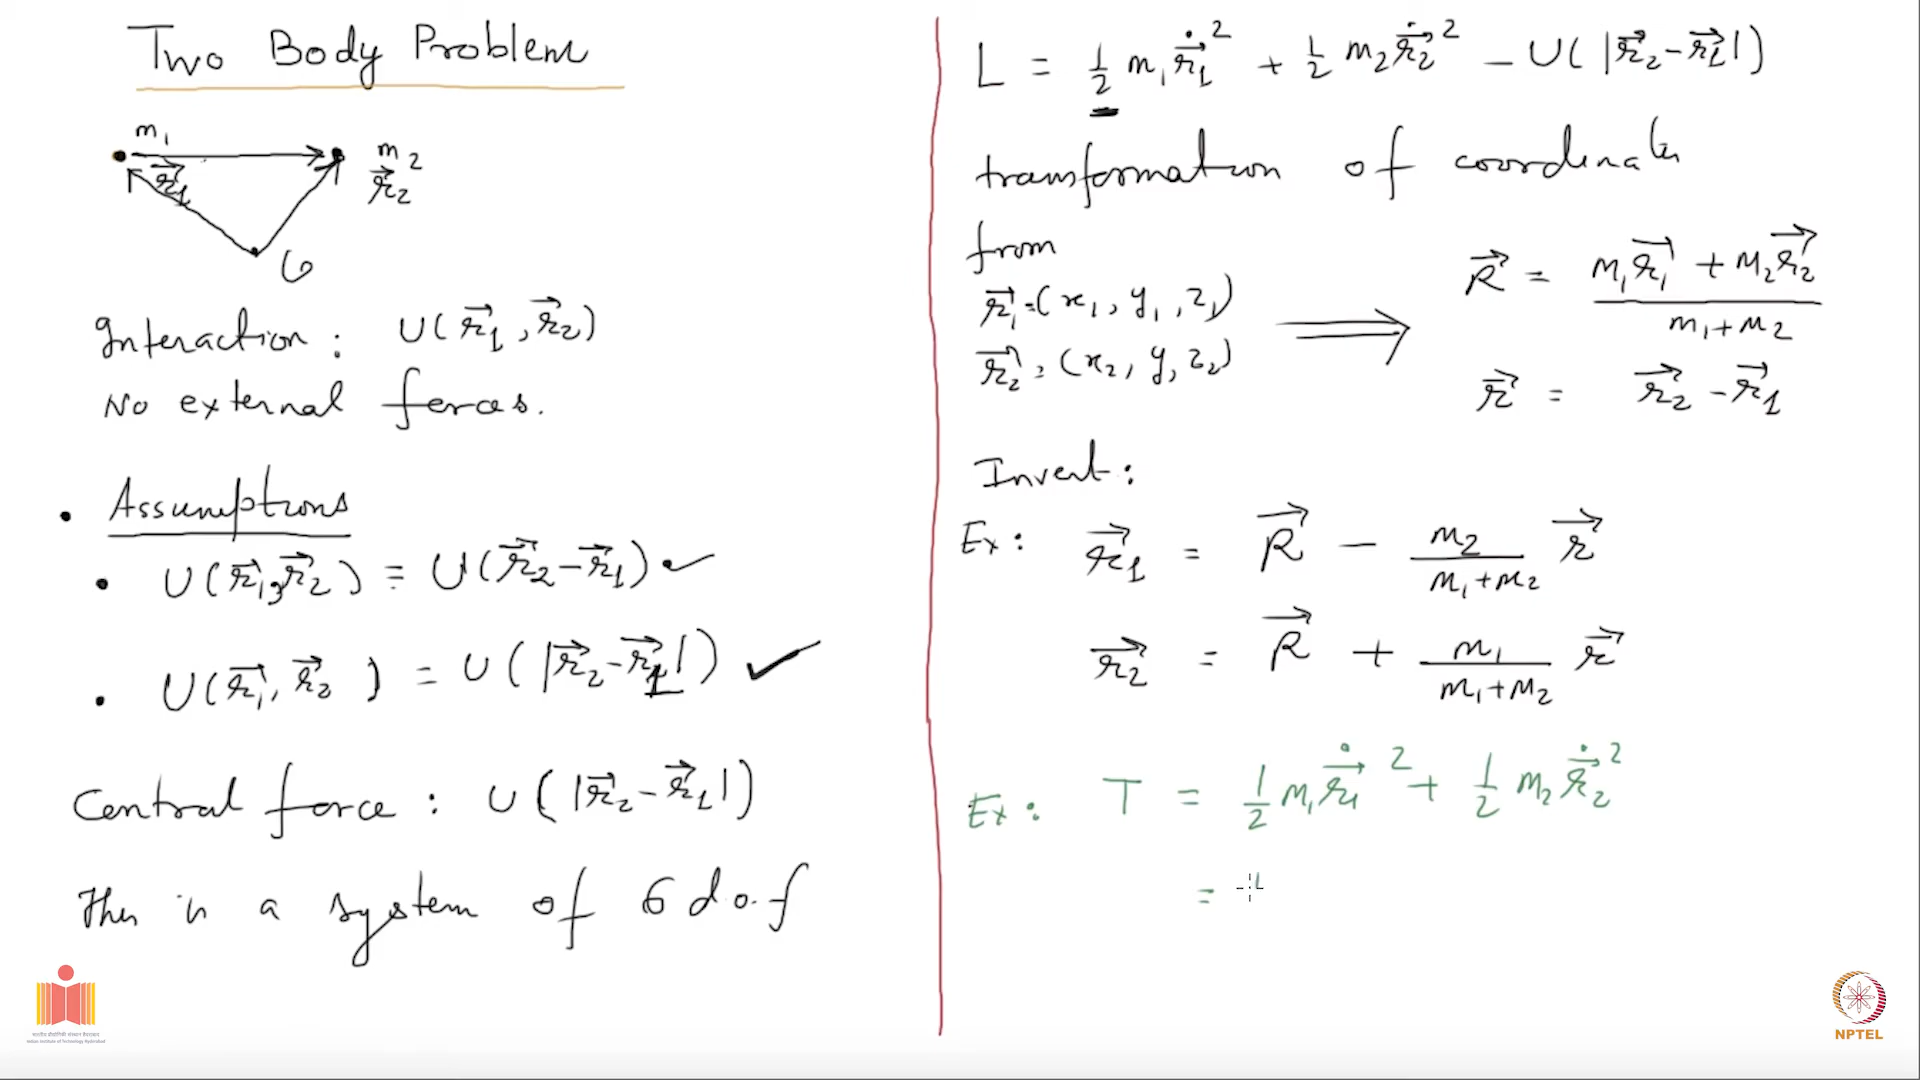 Two Body Problem
m₁
m₂
r⃗₁
r⃗₂
O
Interaction : U(r⃗₁, r⃗₂)
No external forces.
• Assumptions
• U(r⃗₁, r⃗₂) = U(r⃗₂ − r⃗₁) ✓
• U(r⃗₁, r⃗₂) = U(|r⃗₂ − r⃗₁|) ✓
Central force : U(|r⃗₂ − r⃗₁|)
This is a system of 6 d.o.f
L = ½ m₁ ṙ⃗₁² + ½ m₂ ṙ⃗₂² − U(|r⃗₂ − r⃗₁|)
transformation of coordinates
from
r⃗₁ = (x₁, y₁, z₁)
r⃗₂ = (x₂, y, z₂)
⟹
R⃗ = (m₁r⃗₁ + m₂r⃗₂) / (m₁+m₂)
r⃗ = r⃗₂ − r⃗₁
Invert :
Ex : r⃗₁ = R⃗ − m₂/(m₁+m₂) r⃗
r⃗₂ = R⃗ + m₁/(m₁+m₂) r⃗
Ex : T = ½ m₁ ṙ⃗₁² + ½ m₂ ṙ⃗₂²
=
NPTEL